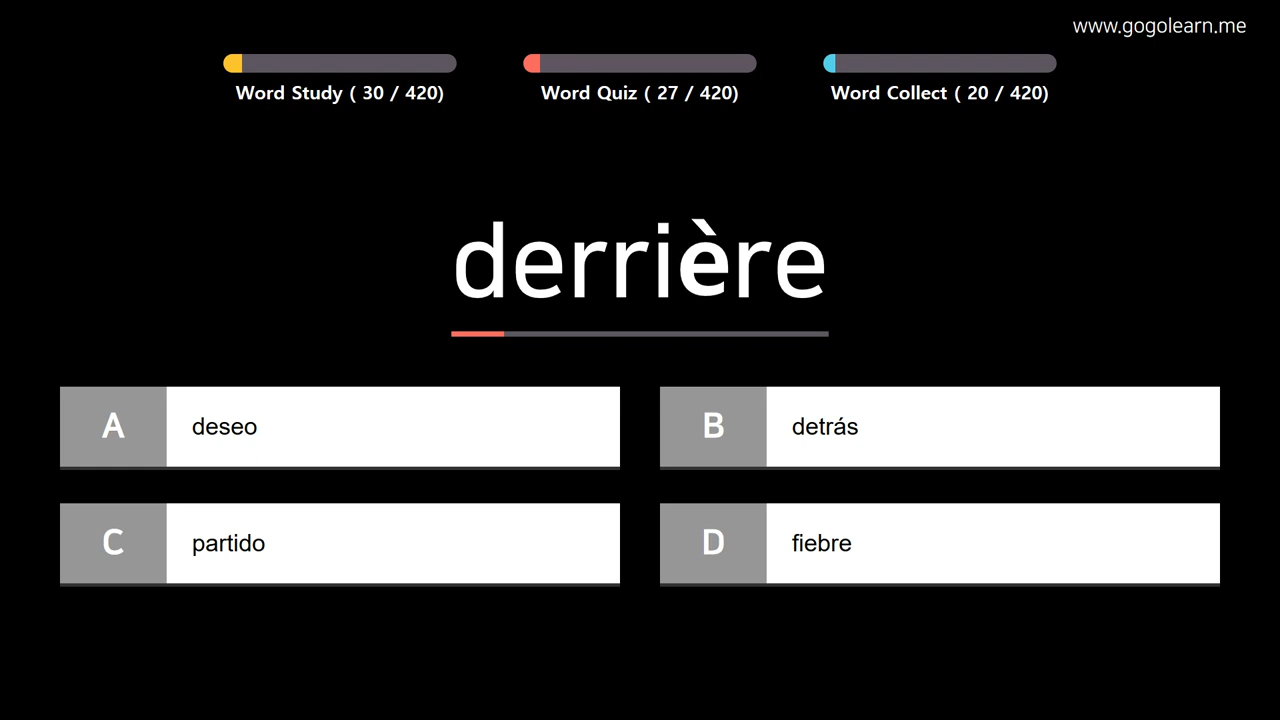 www.gogolearn.me
Word Study ( 30 / 420)
Word Quiz ( 27 / 420)
Word Collect ( 20 / 420)
derrière
A
deseo
B
detrás
C
partido
D
fiebre